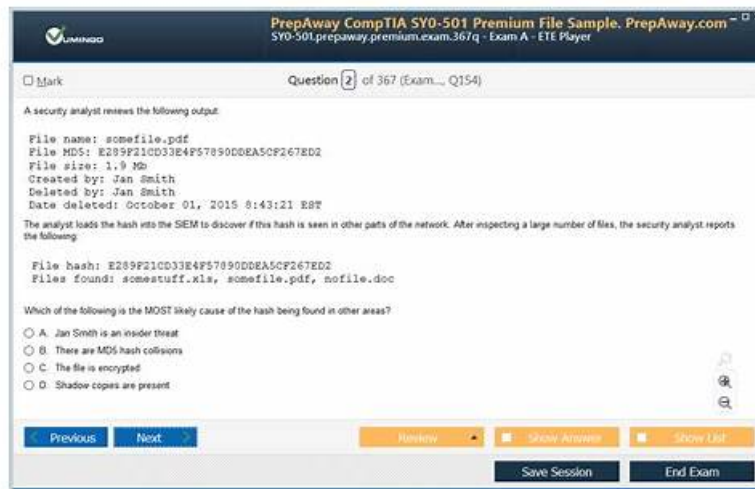 VUMINGO
PrepAway CompTIA SY0-501 Premium File Sample. PrepAway.com
SY0-501.prepaway.premium.exam.367q - Exam A - ETE Player
Mark
Question 2 of 367 (Exam..., Q154)
A security analyst reviews the following output:
File name: somefile.pdf
File MD5: E289F21CD33E4F57890DDEA5CF267ED2
File size: 1.9 Mb
Created by: Jan Smith
Deleted by: Jan Smith
Date deleted: October 01, 2015 8:43:21 EST
The analyst loads the hash into the SIEM to discover if this hash is seen in other parts of the network. After inspecting a large number of files, the security analyst reports
the following:
File hash: E289F21CD33E4F57890DDEA5CF267ED2
Files found: somestuff.xls, somefile.pdf, nofile.doc
Which of the following is the MOST likely cause of the hash being found in other areas?
A. Jan Smith is an insider threat
B. There are MD5 hash collisions
C. The file is encrypted
D. Shadow copies are present
Previous
Next
Review
Show Answer
Show List
Save Session
End Exam